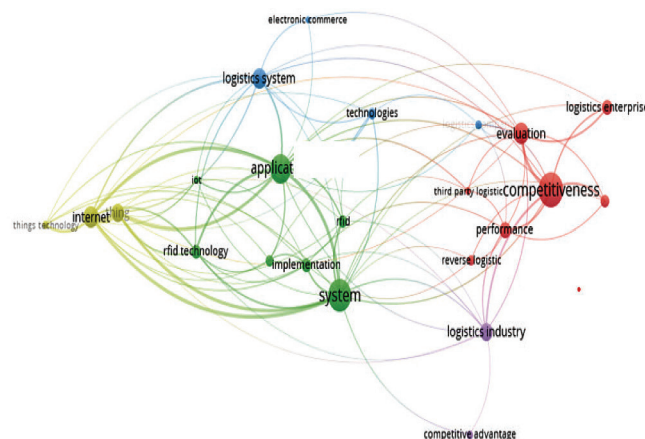 electronic commerce
logistics system
technologies
logistics enterprise
evaluation
applicat
iot
third party logistic
competitiveness
things technology
internet
thing
rfid
performance
rfid technology
implementation
reverse logistic
system
logistics industry
competitive advantage